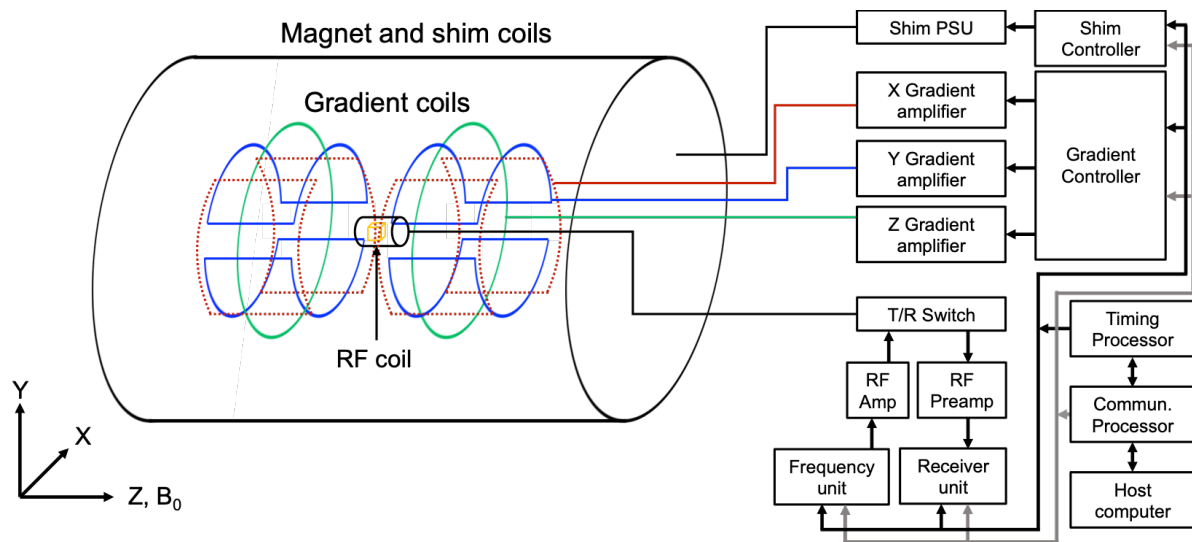 Magnet and shim coils
Gradient coils
RF coil
Y
X
Z, B₀
Shim PSU
Shim
Controller
X Gradient
amplifier
Y Gradient
amplifier
Z Gradient
amplifier
Gradient
Controller
T/R Switch
RF
Amp
RF
Preamp
Frequency
unit
Receiver
unit
Timing
Processor
Commun.
Processor
Host
computer